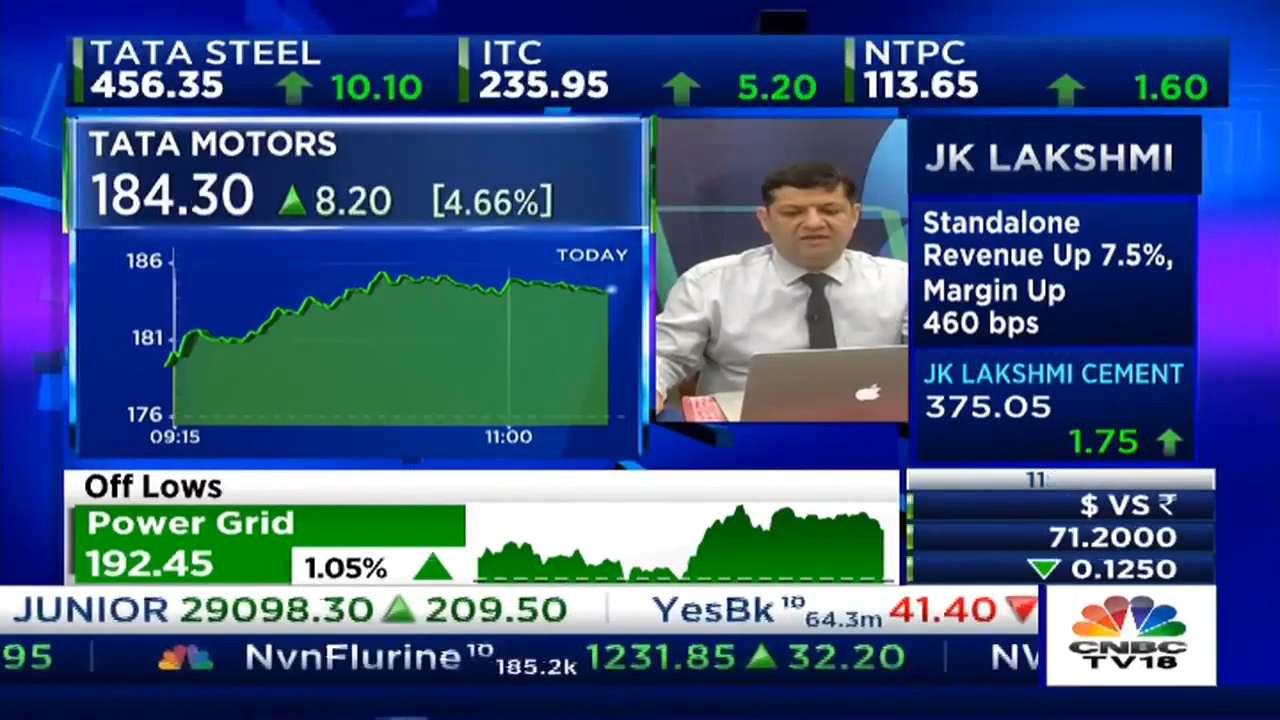 TATA STEEL
456.35 10.10
ITC
235.95 5.20
NTPC
113.65 1.60
TATA MOTORS
184.30 8.20 [4.66%]
TODAY
186
181
176
09:15 11:00
JK LAKSHMI
Standalone
Revenue Up 7.5%,
Margin Up
460 bps
JK LAKSHMI CEMENT
375.05
1.75
Off Lows
Power Grid
192.45 1.05%
$ VS ₹
71.2000
0.1250
JUNIOR 29098.30 209.50 YesBk 10 64.3m 41.40
95 NvnFlurine 10 185.2k 1231.85 32.20 NV
CNBC
TV18